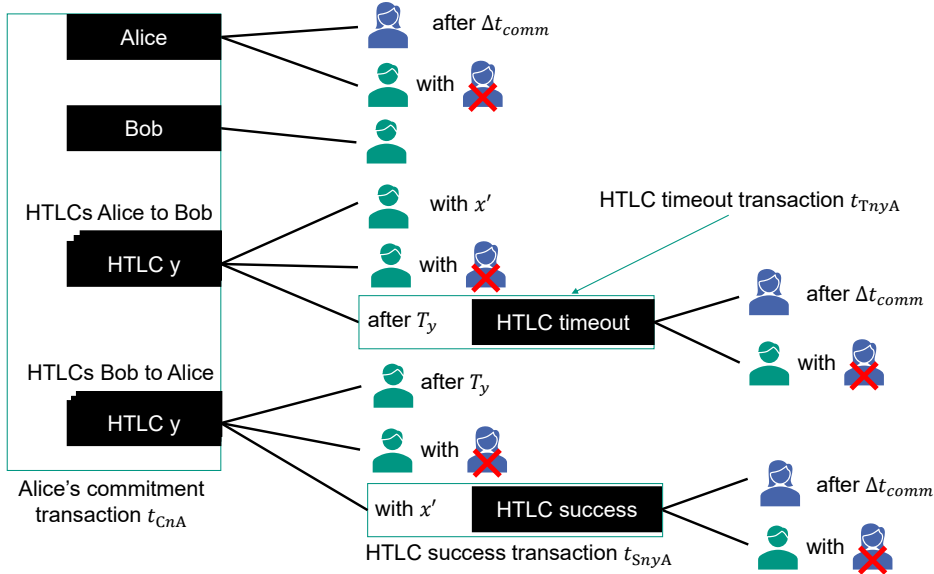 Alice
after Δt_comm
with
Bob
HTLCs Alice to Bob
with x′
HTLC timeout transaction t_TnyA
HTLC y
with
after T_y
HTLC timeout
after Δt_comm
with
HTLCs Bob to Alice
after T_y
HTLC y
with
Alice's commitment
transaction t_CnA
with x′
HTLC success
after Δt_comm
with
HTLC success transaction t_SnyA